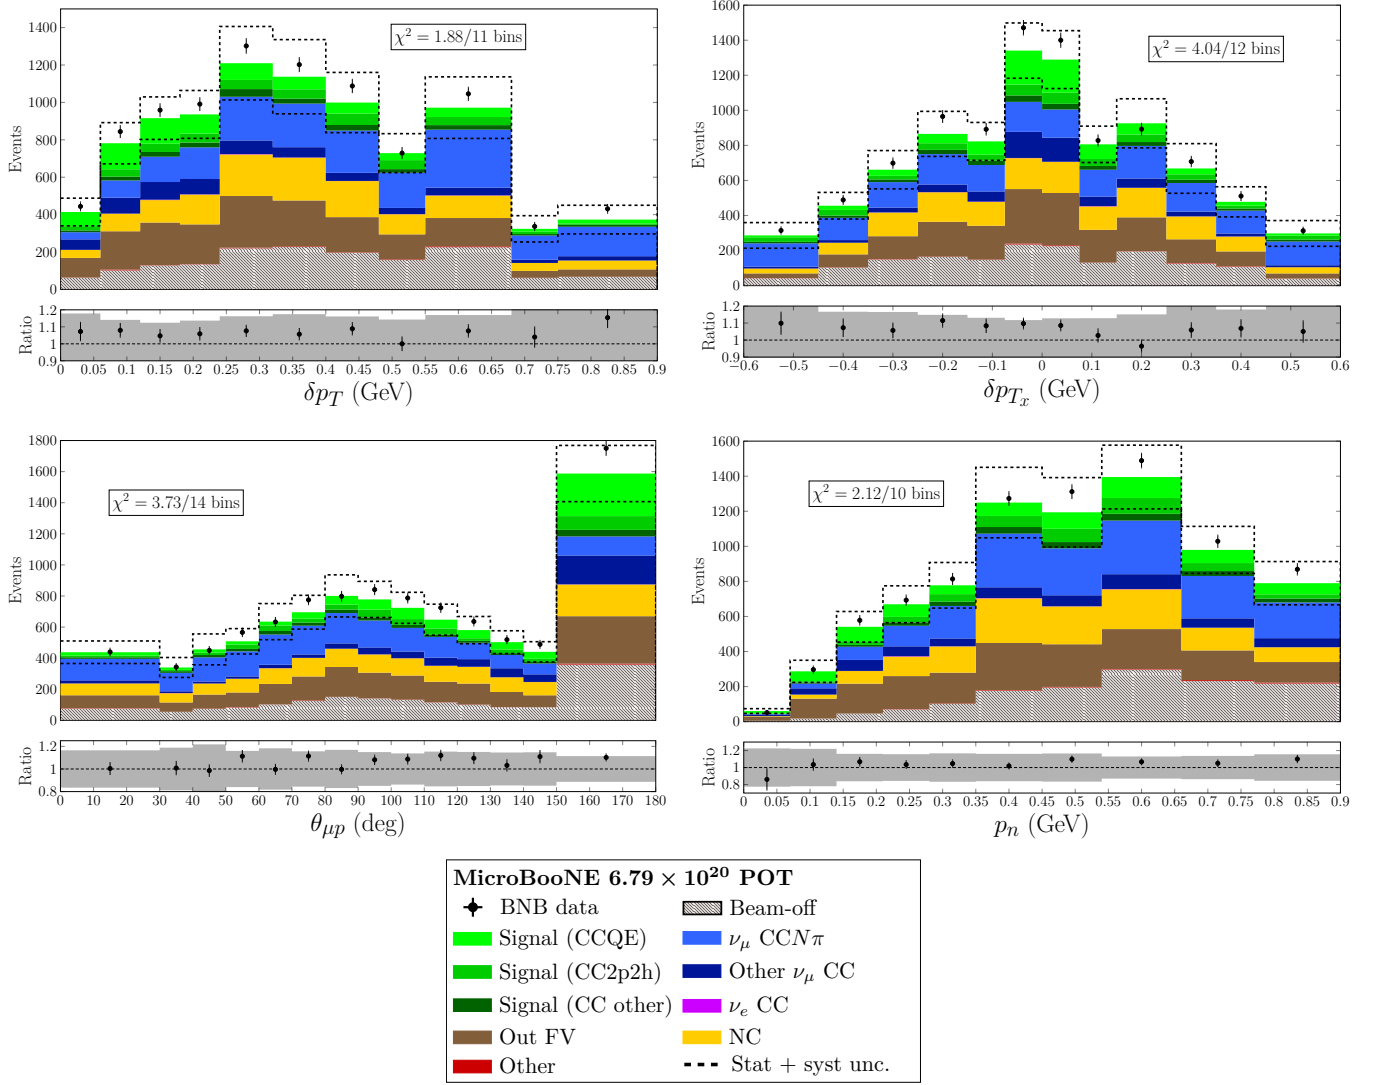 1400
1200
1000
800
600
400
200
0
Events
χ² = 1.88/11 bins
1.2
1.1
1
0.9
Ratio
0 0.05 0.1 0.15 0.2 0.25 0.3 0.35 0.4 0.45 0.5 0.55 0.6 0.65 0.7 0.75 0.8 0.85 0.9
δp_T (GeV)
1600
1400
1200
1000
800
600
400
200
0
Events
χ² = 4.04/12 bins
1.2
1.1
1
0.9
Ratio
−0.6 −0.5 −0.4 −0.3 −0.2 −0.1 0 0.1 0.2 0.3 0.4 0.5 0.6
δp_{T_x} (GeV)
1800
1600
1400
1200
1000
800
600
400
200
0
Events
χ² = 3.73/14 bins
1.2
1
0.8
Ratio
0 10 20 30 40 50 60 70 80 90 100 110 120 130 140 150 160 170 180
θ_{μp} (deg)
1600
1400
1200
1000
800
600
400
200
0
Events
χ² = 2.12/10 bins
1.2
1
0.8
Ratio
0 0.05 0.1 0.15 0.2 0.25 0.3 0.35 0.4 0.45 0.5 0.55 0.6 0.65 0.7 0.75 0.8 0.85 0.9
p_n (GeV)
MicroBooNE 6.79 × 10²⁰ POT
BNB data Beam-off
Signal (CCQE) ν_μ CCNπ
Signal (CC2p2h) Other ν_μ CC
Signal (CC other) ν_e CC
Out FV NC
Other Stat + syst unc.